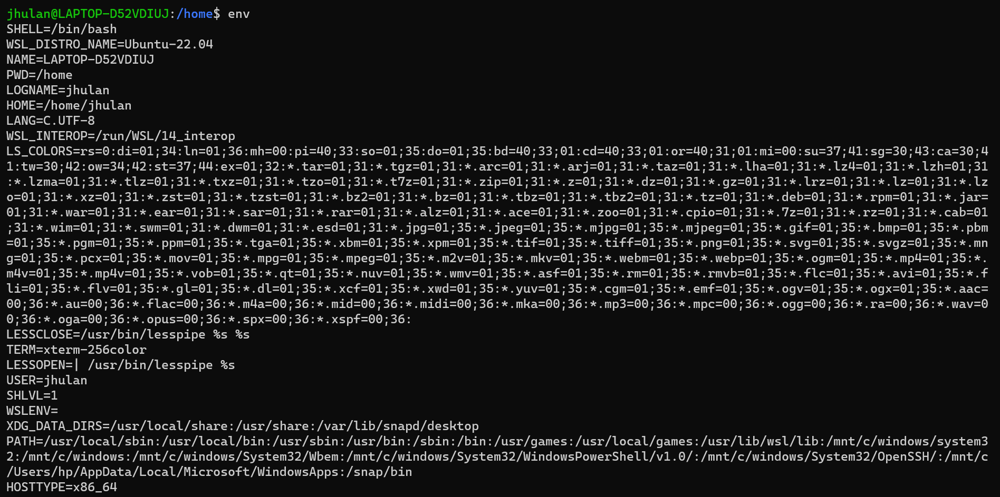 jhulan@LAPTOP-D52VDIUJ:/home$ env
SHELL=/bin/bash
WSL_DISTRO_NAME=Ubuntu-22.04
NAME=LAPTOP-D52VDIUJ
PWD=/home
LOGNAME=jhulan
HOME=/home/jhulan
LANG=C.UTF-8
WSL_INTEROP=/run/WSL/14_interop
LS_COLORS=rs=0:di=01;34:ln=01;36:mh=00:pi=40;33:so=01;35:do=01;35:bd=40;33;01:cd=40;33;01:or=40;31;01:mi=00:su=37;41:sg=30;43:ca=30;4
1:tw=30;42:ow=34;42:st=37;44:ex=01;32:*.tar=01;31:*.tgz=01;31:*.arc=01;31:*.arj=01;31:*.taz=01;31:*.lha=01;31:*.lz4=01;31:*.lzh=01;31
:*.lzma=01;31:*.tlz=01;31:*.txz=01;31:*.tzo=01;31:*.t7z=01;31:*.zip=01;31:*.z=01;31:*.dz=01;31:*.gz=01;31:*.lrz=01;31:*.lz=01;31:*.lz
o=01;31:*.xz=01;31:*.zst=01;31:*.tzst=01;31:*.bz2=01;31:*.bz=01;31:*.tbz=01;31:*.tbz2=01;31:*.tz=01;31:*.deb=01;31:*.rpm=01;31:*.jar=
01;31:*.war=01;31:*.ear=01;31:*.sar=01;31:*.rar=01;31:*.alz=01;31:*.ace=01;31:*.zoo=01;31:*.cpio=01;31:*.7z=01;31:*.rz=01;31:*.cab=01
;31:*.wim=01;31:*.swm=01;31:*.dwm=01;31:*.esd=01;31:*.jpg=01;35:*.jpeg=01;35:*.mjpg=01;35:*.mjpeg=01;35:*.gif=01;35:*.bmp=01;35:*.pbm
=01;35:*.pgm=01;35:*.ppm=01;35:*.tga=01;35:*.xbm=01;35:*.xpm=01;35:*.tif=01;35:*.tiff=01;35:*.png=01;35:*.svg=01;35:*.svgz=01;35:*.mn
g=01;35:*.pcx=01;35:*.mov=01;35:*.mpg=01;35:*.mpeg=01;35:*.m2v=01;35:*.mkv=01;35:*.webm=01;35:*.webp=01;35:*.ogm=01;35:*.mp4=01;35:*.
m4v=01;35:*.mp4v=01;35:*.vob=01;35:*.qt=01;35:*.nuv=01;35:*.wmv=01;35:*.asf=01;35:*.rm=01;35:*.rmvb=01;35:*.flc=01;35:*.avi=01;35:*.f
li=01;35:*.flv=01;35:*.gl=01;35:*.dl=01;35:*.xcf=01;35:*.xwd=01;35:*.yuv=01;35:*.cgm=01;35:*.emf=01;35:*.ogv=01;35:*.ogx=01;35:*.aac=
00;36:*.au=00;36:*.flac=00;36:*.m4a=00;36:*.mid=00;36:*.midi=00;36:*.mka=00;36:*.mp3=00;36:*.mpc=00;36:*.ogg=00;36:*.ra=00;36:*.wav=0
0;36:*.oga=00;36:*.opus=00;36:*.spx=00;36:*.xspf=00;36:
LESSCLOSE=/usr/bin/lesspipe %s %s
TERM=xterm-256color
LESSOPEN=| /usr/bin/lesspipe %s
USER=jhulan
SHLVL=1
WSLENV=
XDG_DATA_DIRS=/usr/local/share:/usr/share:/var/lib/snapd/desktop
PATH=/usr/local/sbin:/usr/local/bin:/usr/sbin:/usr/bin:/sbin:/bin:/usr/games:/usr/local/games:/usr/lib/wsl/lib:/mnt/c/windows/system3
2:/mnt/c/windows:/mnt/c/windows/System32/Wbem:/mnt/c/windows/System32/WindowsPowerShell/v1.0/:/mnt/c/windows/System32/OpenSSH/:/mnt/c
/Users/hp/AppData/Local/Microsoft/WindowsApps:/snap/bin
HOSTTYPE=x86_64